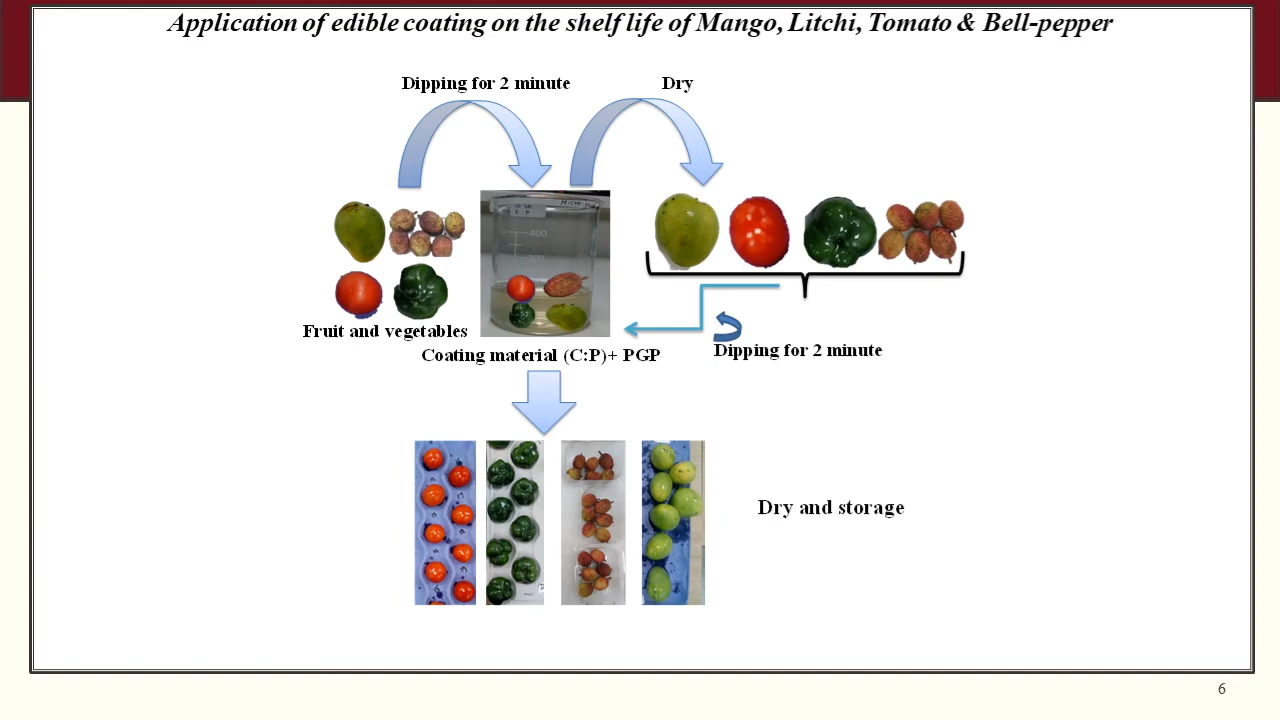 Application of edible coating on the shelf life of Mango, Litchi, Tomato & Bell-pepper
Dipping for 2 minute
Dry
400
Fruit and vegetables
Coating material (C:P)+ PGP
Dipping for 2 minute
Dry and storage
6